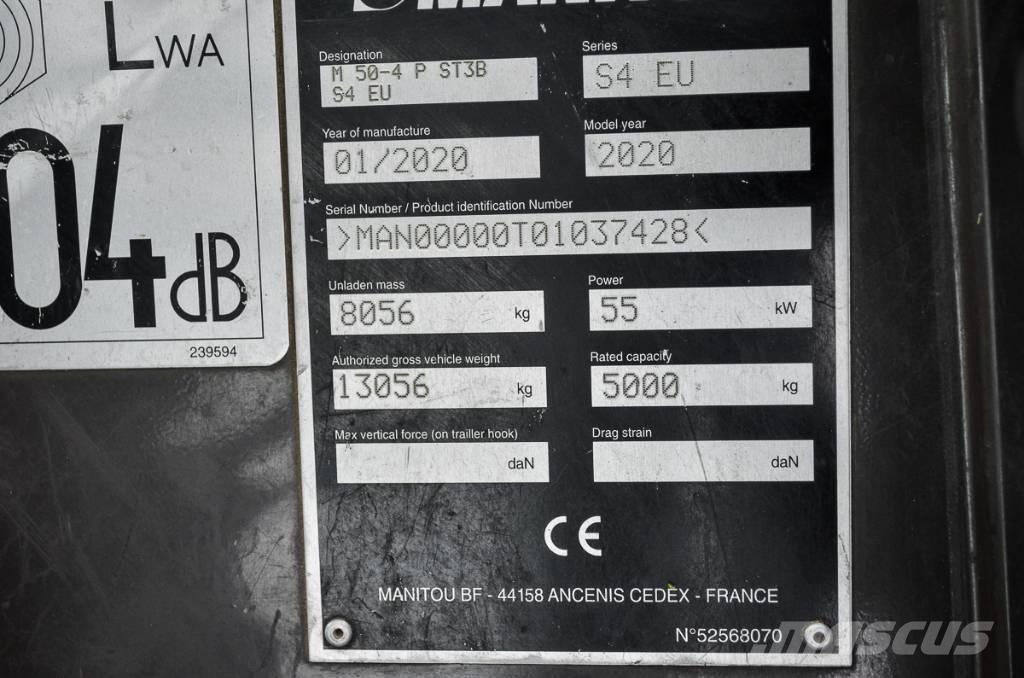 LWA
04 dB
239594
Designation
M 50-4 P ST3B
S4 EU
Series
S4 EU
Year of manufacture
01/2020
Model year
2020
Serial Number / Product identification Number
>MAN00000T01037428<
Unladen mass
8056 kg
Power
55 kW
Authorized gross vehicle weight
13056 kg
Rated capacity
5000 kg
Max vertical force (on trailler hook)
daN
Drag strain
daN
CE
MANITOU BF - 44158 ANCENIS CEDEX - FRANCE
N°52568070
MASCUS